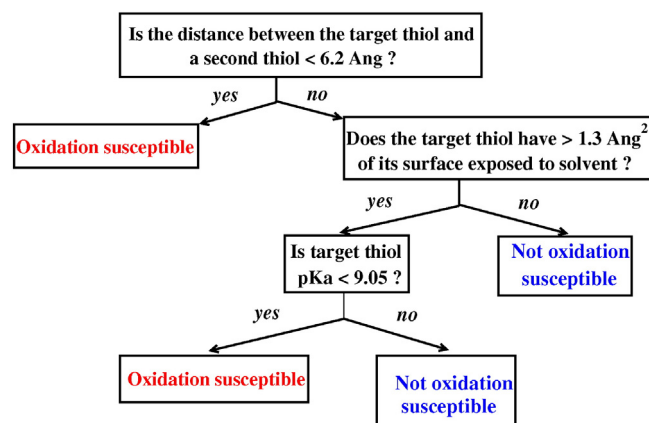 Is the distance between the target thiol and
a second thiol < 6.2 Ang ?
yes
no
Oxidation susceptible
Does the target thiol have > 1.3 Ang²
of its surface exposed to solvent ?
yes
no
Is target thiol
pKa < 9.05 ?
Not oxidation
susceptible
yes
no
Oxidation susceptible
Not oxidation
susceptible